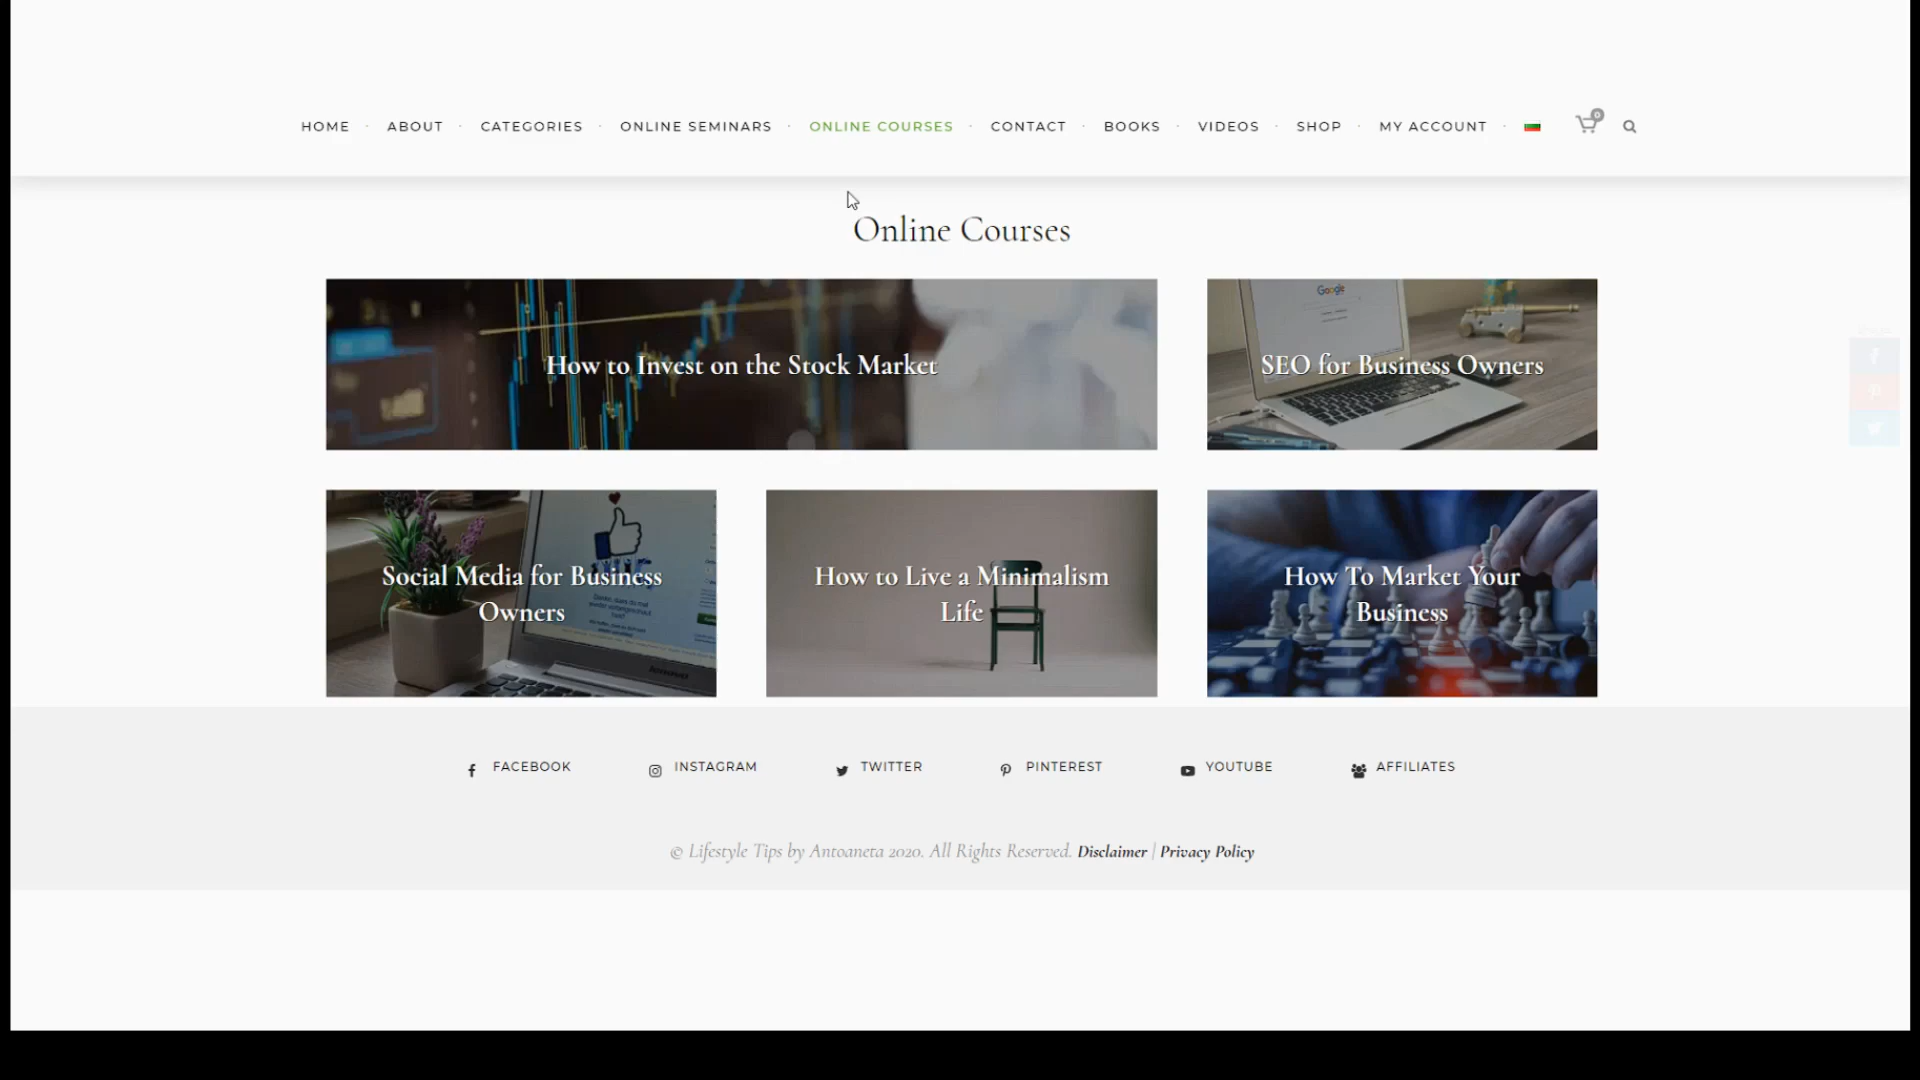 HOME · ABOUT · CATEGORIES · ONLINE SEMINARS · ONLINE COURSES · CONTACT · BOOKS · VIDEOS · SHOP · MY ACCOUNT · 0
Online Courses
How to Invest on the Stock Market
SEO for Business Owners
Google
Social Media for Business
Owners
lenovo
How to Live a Minimalism
Life
How To Market Your
Business
FACEBOOK INSTAGRAM TWITTER PINTEREST YOUTUBE AFFILIATES
© Lifestyle Tips by Antoaneta 2020. All Rights Reserved. Disclaimer | Privacy Policy